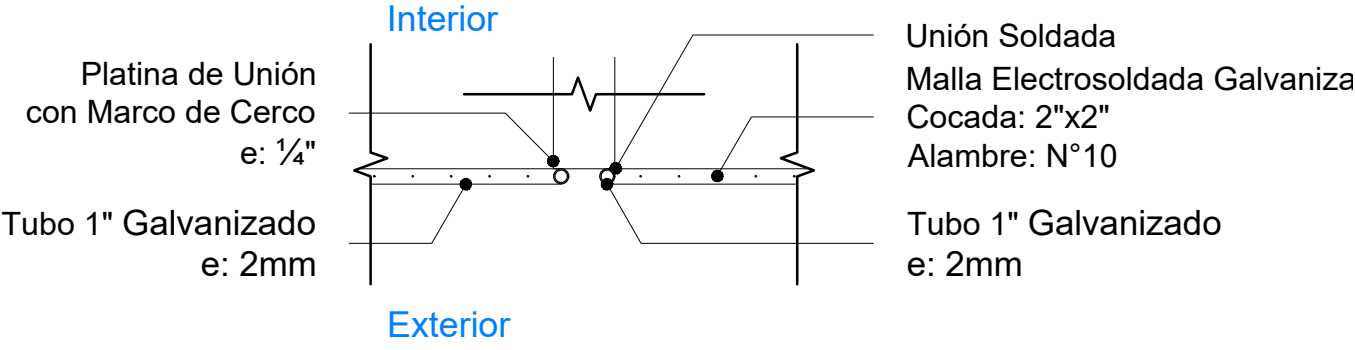 Interior
Platina de Unión
con Marco de Cerco
e: ¼"
Tubo 1" Galvanizado
e: 2mm
Unión Soldada
Malla Electrosoldada Galvaniza
Cocada: 2"x2"
Alambre: N°10
Tubo 1" Galvanizado
e: 2mm
Exterior